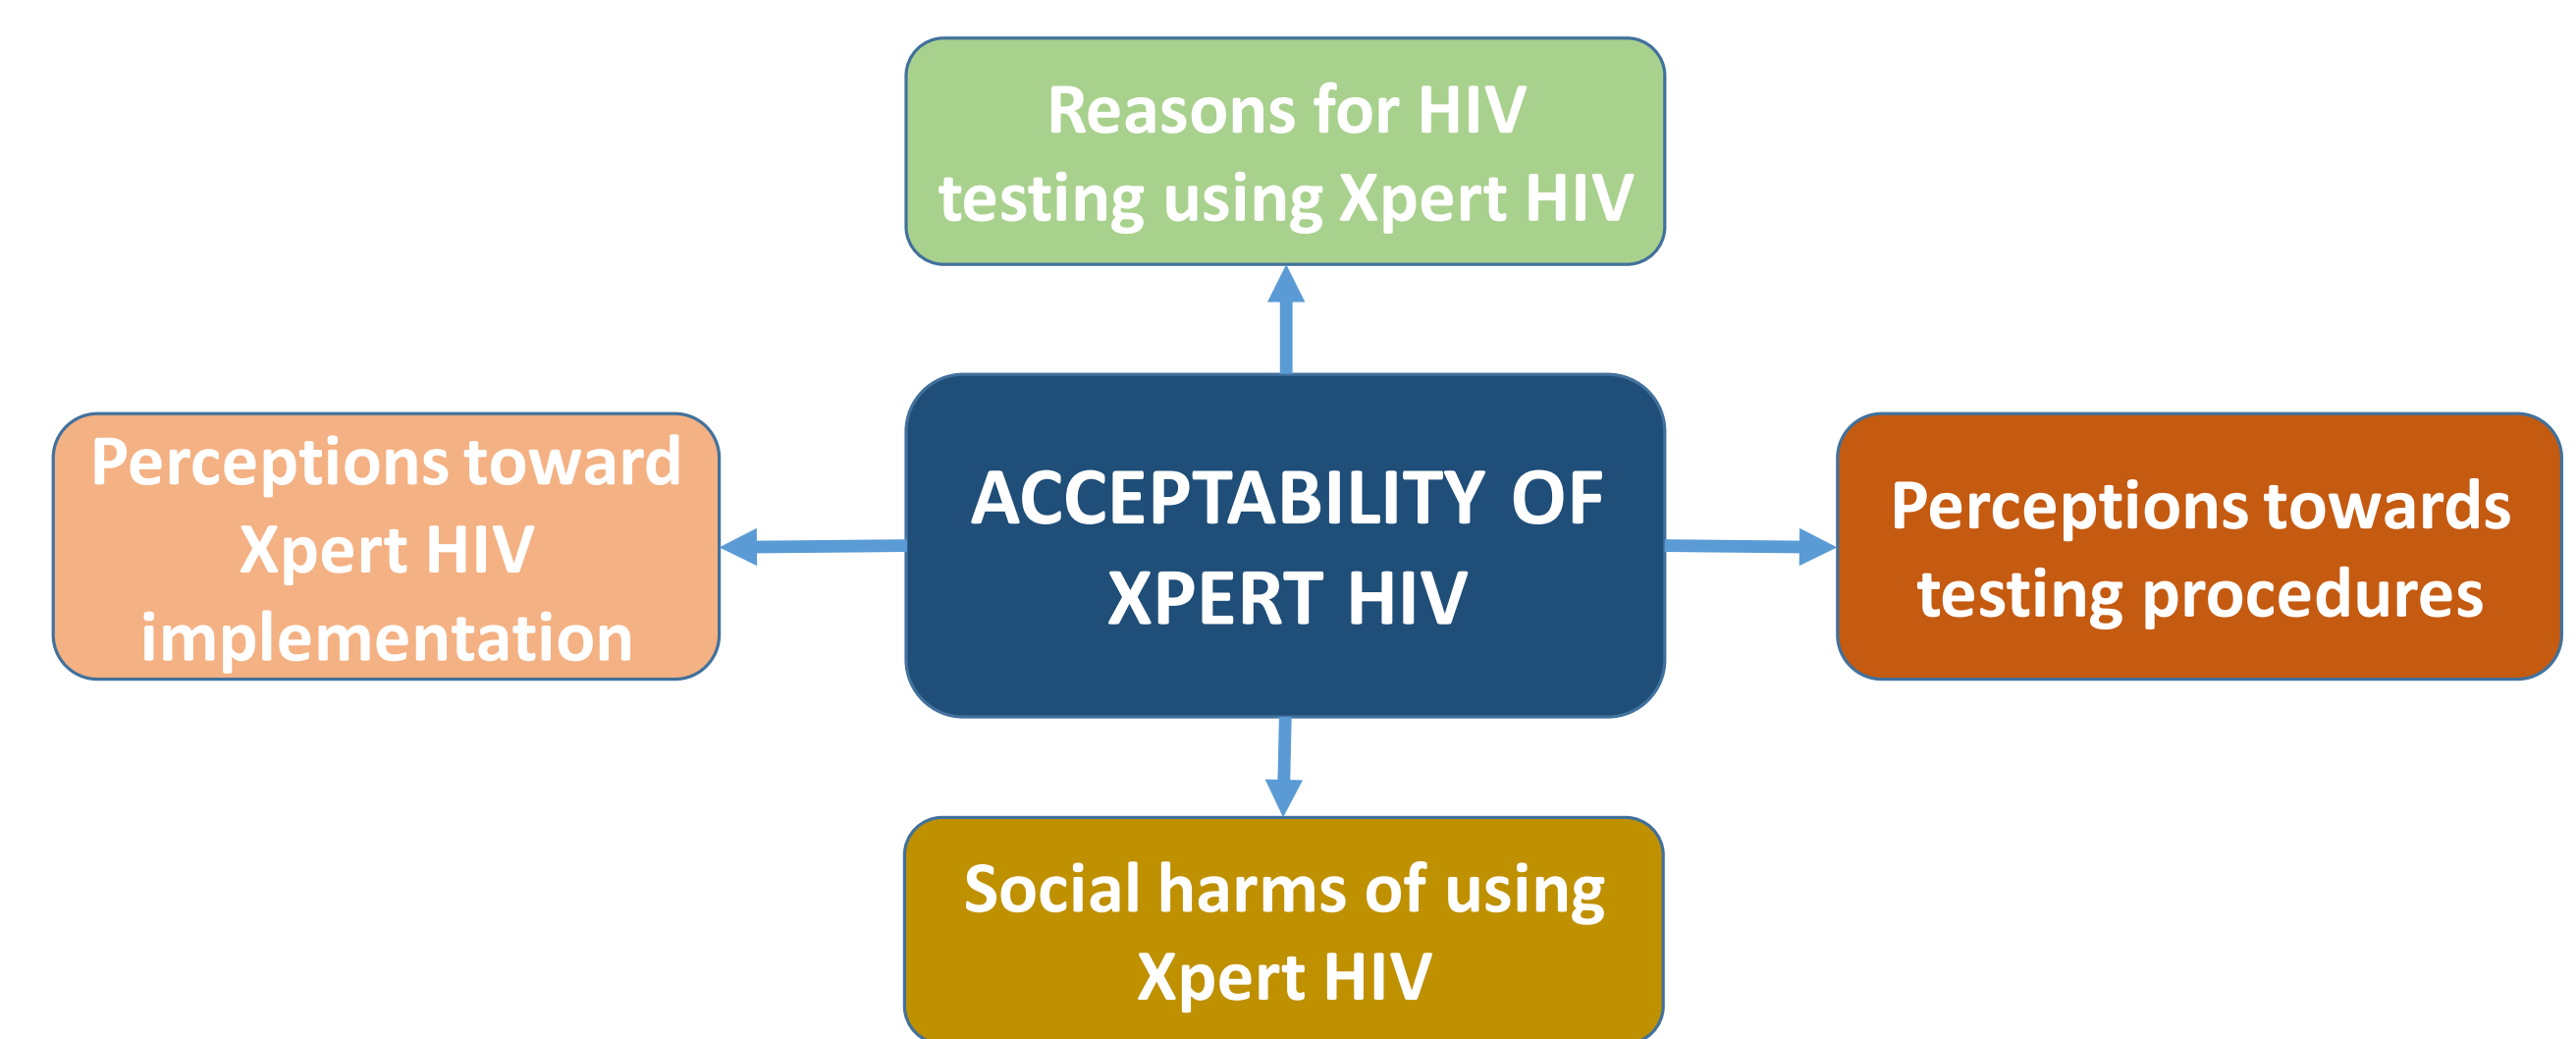 Reasons for HIV
testing using Xpert HIV
Perceptions toward
Xpert HIV
implementation
ACCEPTABILITY OF
XPERT HIV
Perceptions towards
testing procedures
Social harms of using
Xpert HIV